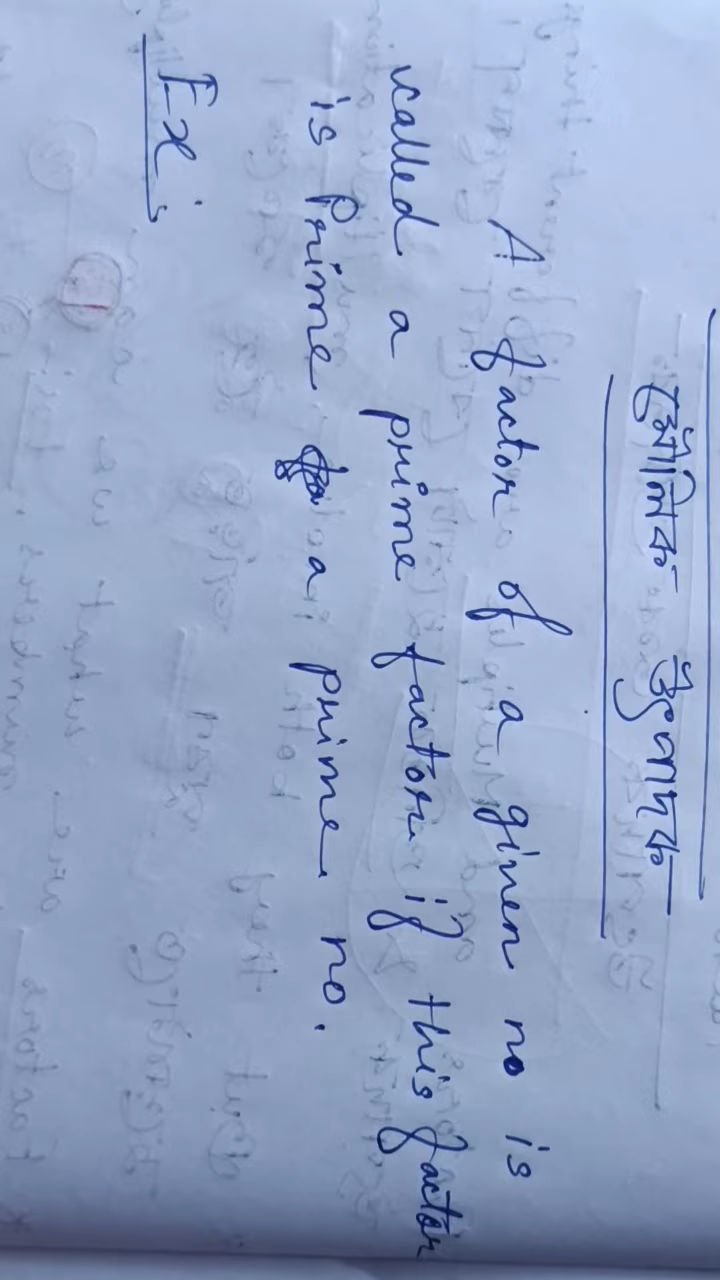 মৌলিক উৎপাদক
A factor of a given no is
called a prime factor if this factor
is Prime a prime no.
Ex: